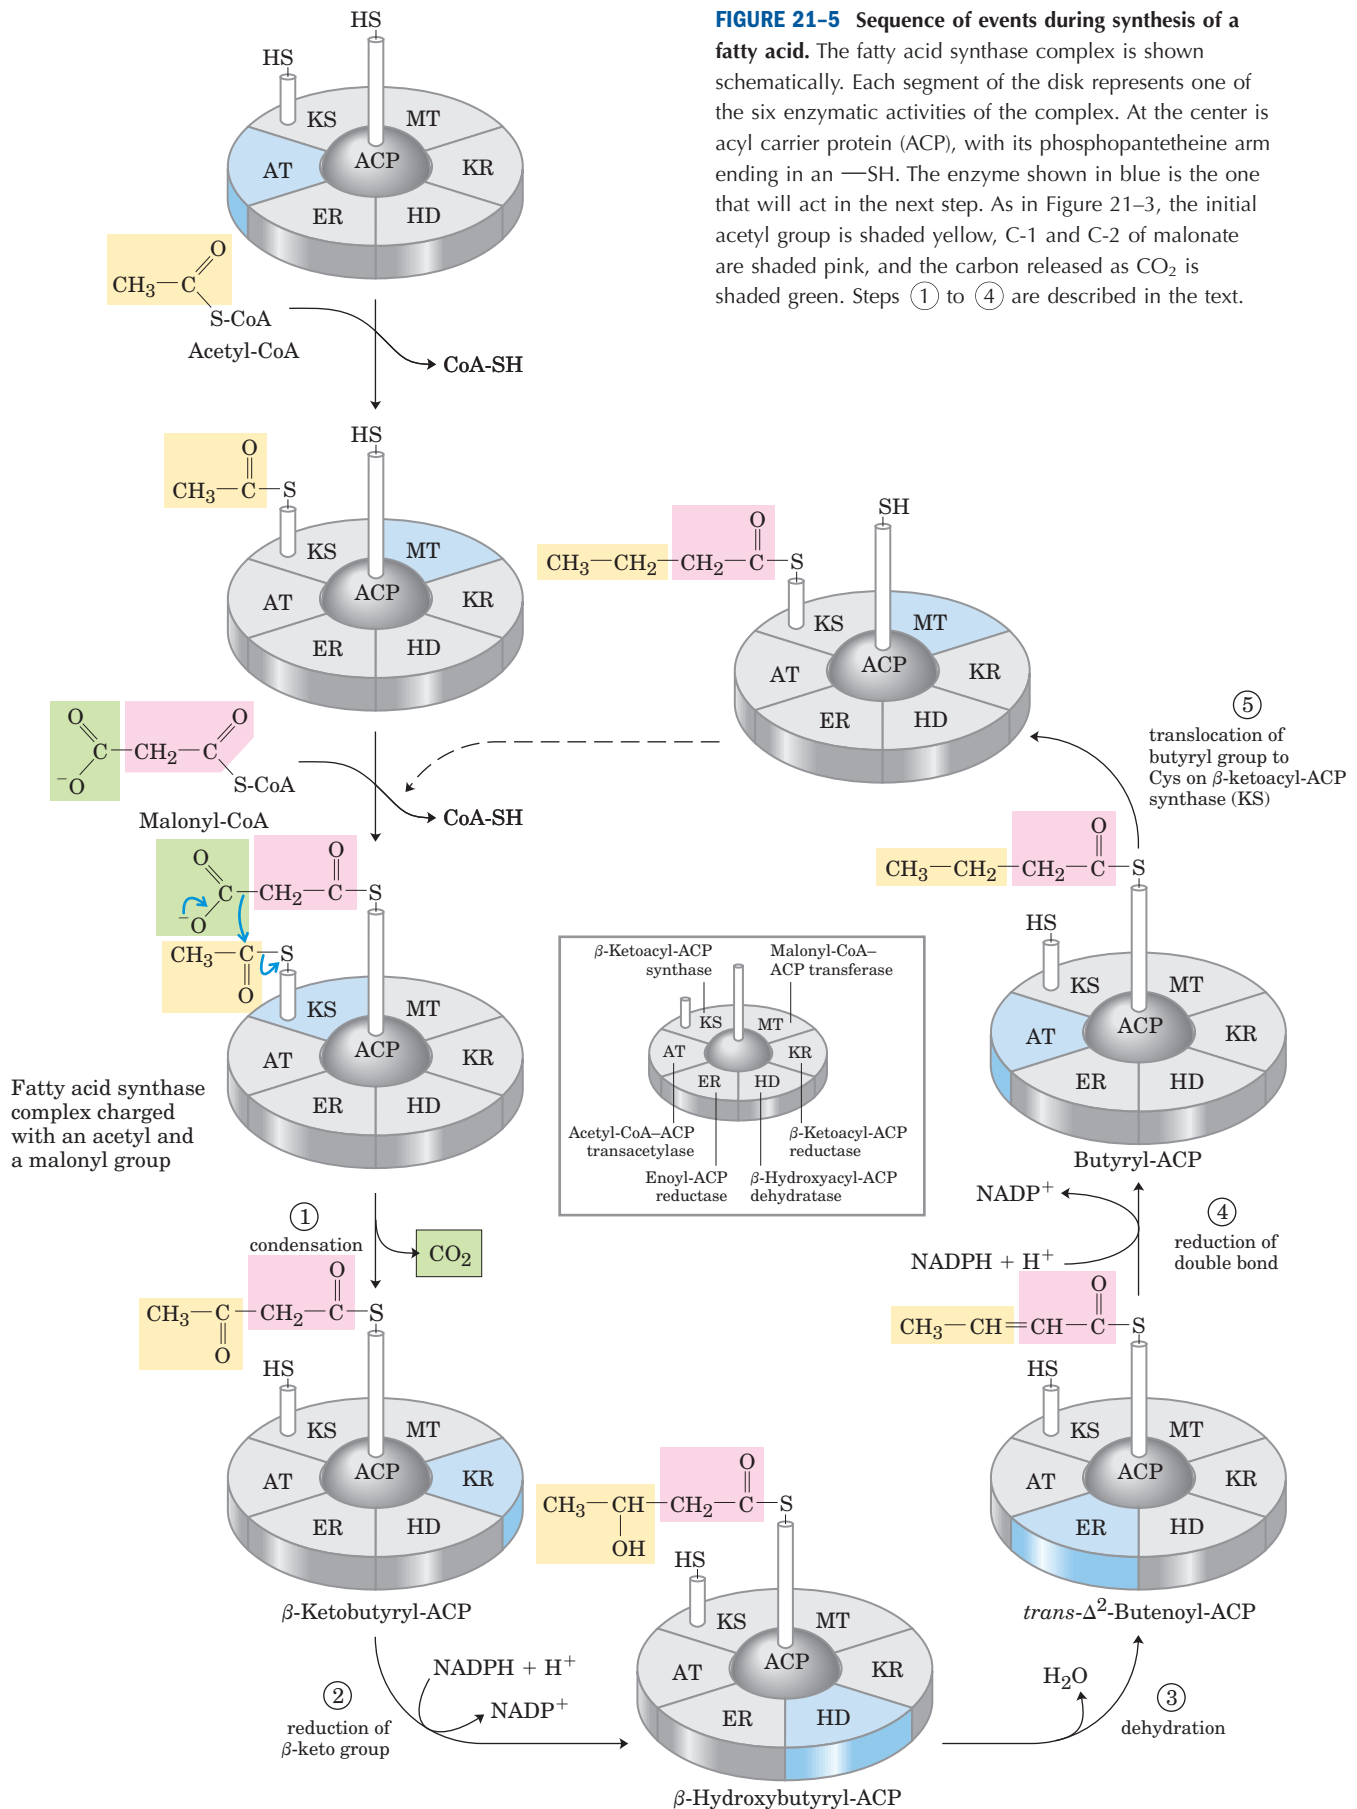 FIGURE 21–5 Sequence of events during synthesis of a
fatty acid. The fatty acid synthase complex is shown
schematically. Each segment of the disk represents one of
the six enzymatic activities of the complex. At the center is
acyl carrier protein (ACP), with its phosphopantetheine arm
ending in an —SH. The enzyme shown in blue is the one
that will act in the next step. As in Figure 21–3, the initial
acetyl group is shaded yellow, C-1 and C-2 of malonate
are shaded pink, and the carbon released as CO₂ is
shaded green. Steps ① to ④ are described in the text.
HS
HS
KS
MT
AT
ACP
KR
ER
HD
O
CH₃—C
S-CoA
Acetyl-CoA
CoA-SH
HS
O
CH₃—C—S
KS
MT
AT
ACP
KR
ER
HD
O
O
C—CH₂—C
⁻O
S-CoA
Malonyl-CoA
CoA-SH
O
O
C—CH₂—C—S
⁻O
CH₃—C—S
O
KS
MT
AT
ACP
KR
ER
HD
Fatty acid synthase
complex charged
with an acetyl and
a malonyl group
①
condensation
CO₂
O
CH₃—C—CH₂—C—S
O
HS
KS
MT
AT
ACP
KR
ER
HD
β-Ketobutyryl-ACP
②
reduction of
β-keto group
NADPH + H⁺
NADP⁺
O
CH₃—CH—CH₂—C—S
OH
HS
KS
MT
AT
ACP
KR
ER
HD
β-Hydroxybutyryl-ACP
H₂O
③
dehydration
O
CH₃—CH=CH—C—S
HS
KS
MT
AT
ACP
KR
ER
HD
trans-Δ²-Butenoyl-ACP
NADPH + H⁺
NADP⁺
④
reduction of
double bond
O
CH₃—CH₂—CH₂—C—S
HS
KS
MT
AT
ACP
KR
ER
HD
Butyryl-ACP
⑤
translocation of
butyryl group to
Cys on β-ketoacyl-ACP
synthase (KS)
SH
O
CH₃—CH₂—CH₂—C—S
KS
MT
AT
ACP
KR
ER
HD
β-Ketoacyl-ACP
synthase
Malonyl-CoA–
ACP transferase
KS
MT
AT
KR
ER
HD
Acetyl-CoA–ACP
transacetylase
β-Ketoacyl-ACP
reductase
Enoyl-ACP
reductase
β-Hydroxyacyl-ACP
dehydratase